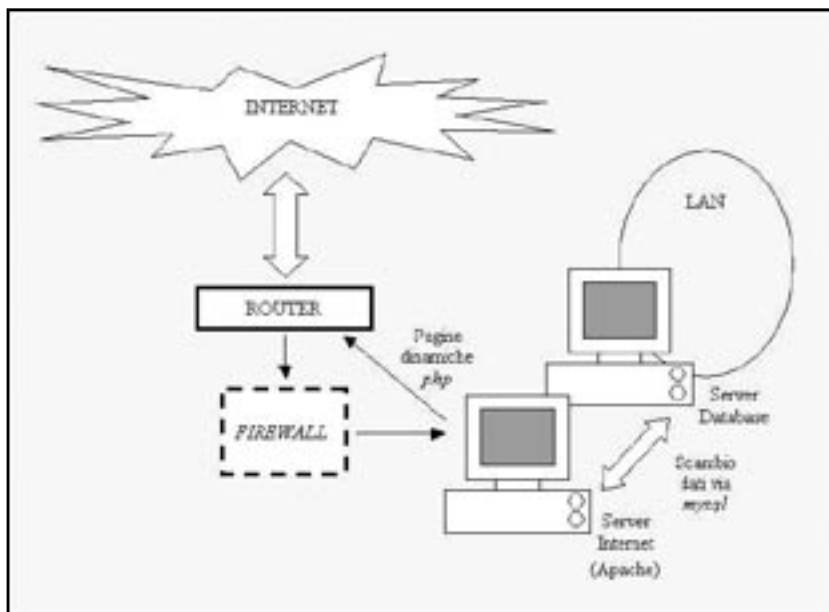 INTERNET
LAN
ROUTER
Pagine
dinamiche
php
FIREWALL
Server
Database
Scambio
dati via
mysql
Server
Internet
(Apache)